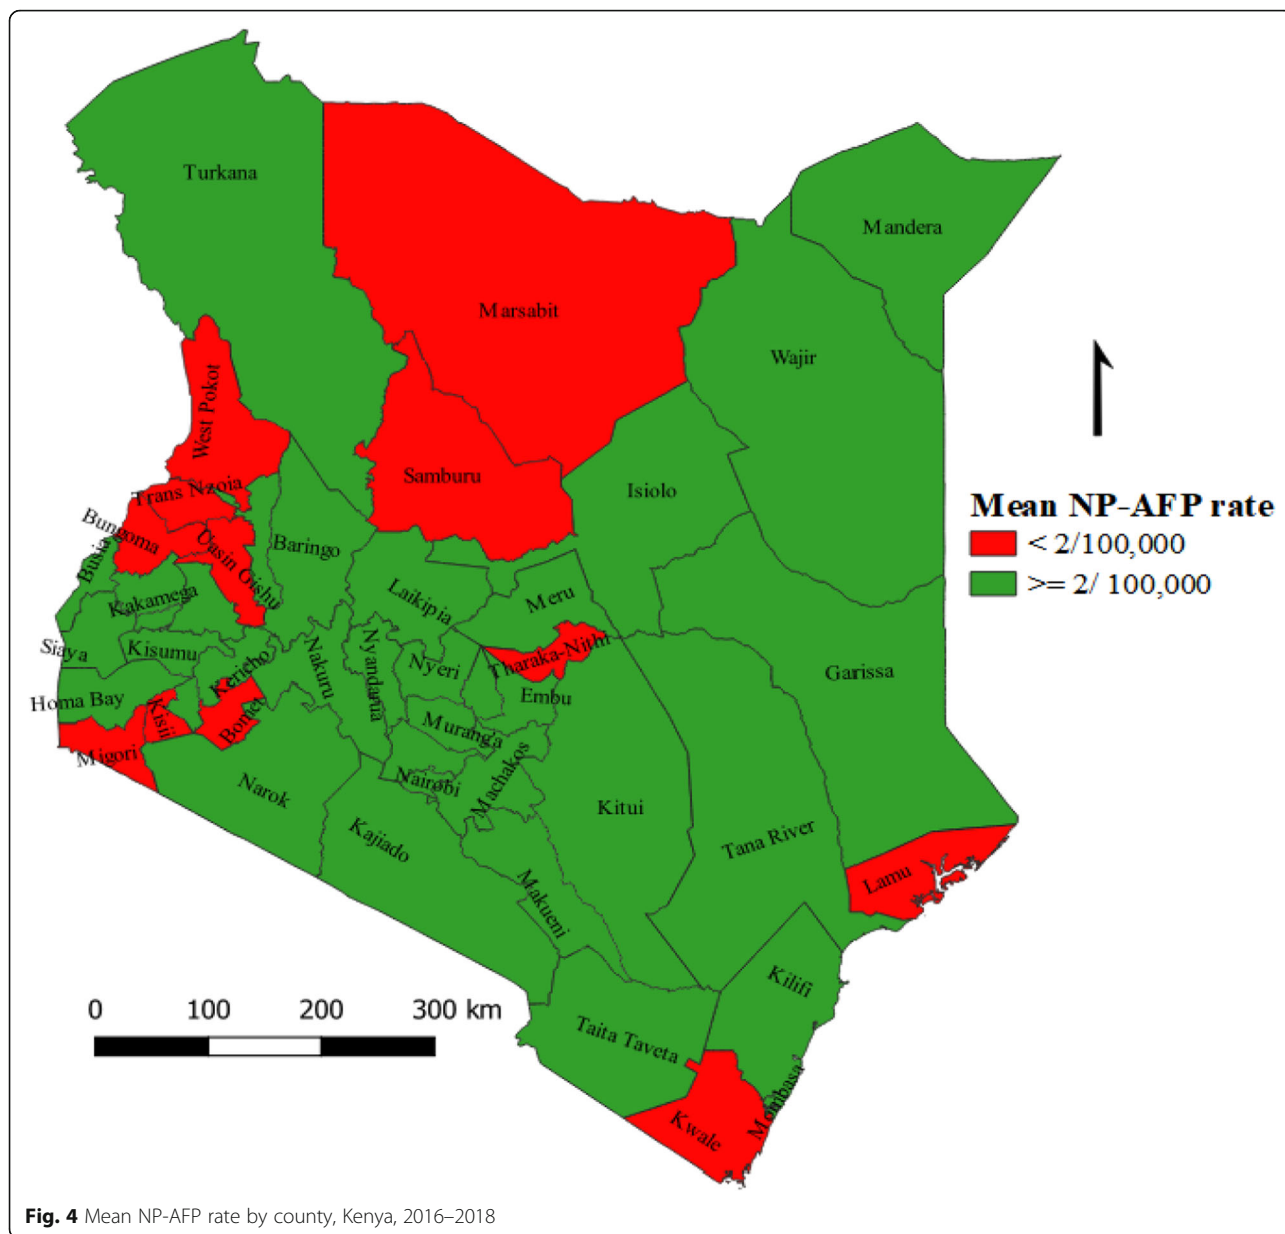 Turkana
Mandera
Marsabit
Wajir
West Pokot
Samburu
Isiolo
Trans Nzoia
Bungoma
Uasin Gishu
Baringo
Busia
Kakamega
Laikipia
Meru
Siaya
Kisumu
Kericho
Nakuru
Nyandarua
Nyeri
Tharaka-Nithi
Embu
Garissa
Homa Bay
Kisii
Bomet
Migori
Murang'a
Nairobi
Machakos
Narok
Kajiado
Kitui
Tana River
Makueni
Lamu
Kilifi
Taita Taveta
Mombasa
Kwale
Mean NP-AFP rate
< 2/100,000
>= 2/ 100,000
0 100 200 300 km
Fig. 4 Mean NP-AFP rate by county, Kenya, 2016–2018